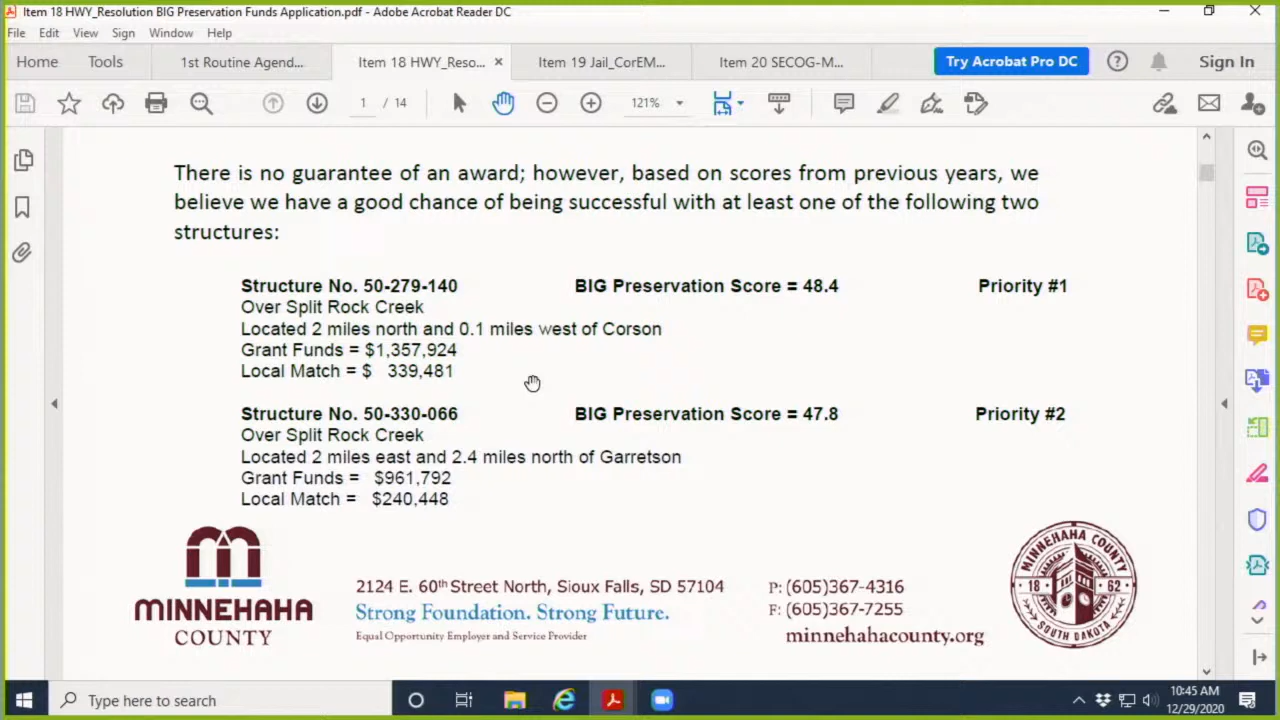 Item 18 HWY_Resolution BIG Preservation Funds Application.pdf - Adobe Acrobat Reader DC
File Edit View Sign Window Help
Home Tools 1st Routine Agend... Item 18 HWY_Reso... × Item 19 Jail_CorEM... Item 20 SECOG-M... Try Acrobat Pro DC Sign In
1 / 14 121%
There is no guarantee of an award; however, based on scores from previous years, we
believe we have a good chance of being successful with at least one of the following two
structures:
Structure No. 50-279-140 BIG Preservation Score = 48.4 Priority #1
Over Split Rock Creek
Located 2 miles north and 0.1 miles west of Corson
Grant Funds = $1,357,924
Local Match = $ 339,481
Structure No. 50-330-066 BIG Preservation Score = 47.8 Priority #2
Over Split Rock Creek
Located 2 miles east and 2.4 miles north of Garretson
Grant Funds = $961,792
Local Match = $240,448
MINNEHAHA
COUNTY
2124 E. 60th Street North, Sioux Falls, SD 57104
Strong Foundation. Strong Future.
Equal Opportunity Employer and Service Provider
P: (605)367-4316
F: (605)367-7255
minnehahacounty.org
MINNEHAHA COUNTY
18 62
SOUTH DAKOTA
Type here to search
10:45 AM
12/29/2020